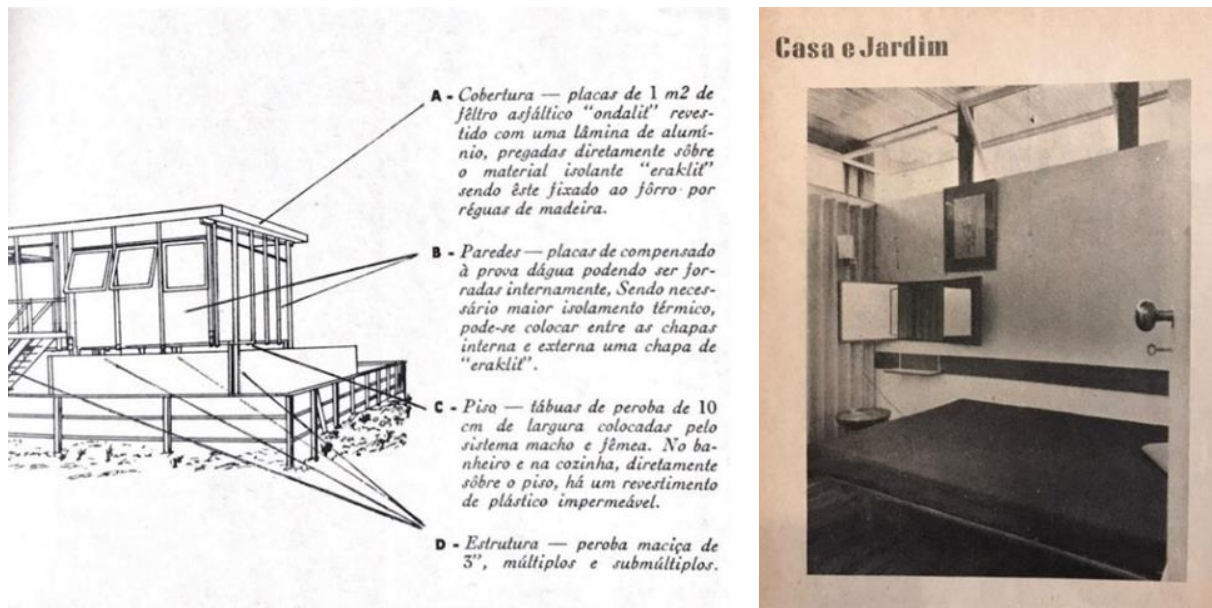 A - Cobertura — placas de 1 m2 de
fêltro asfáltico "ondalit" reves-
tido com uma lâmina de alumí-
nio, pregadas diretamente sôbre
o material isolante "eraklit"
sendo êste fixado ao fôrro por
réguas de madeira.
B - Paredes — placas de compensado
à prova dágua podendo ser for-
radas internamente, Sendo neces-
sário maior isolamento térmico,
pode-se colocar entre as chapas
interna e externa uma chapa de
"eraklit".
C - Piso — tábuas de peroba de 10
cm de largura colocadas pelo
sistema macho e fêmea. No ba-
nheiro e na cozinha, diretamente
sôbre o piso, há um revestimento
de plástico impermeável.
D - Estrutura — peroba maciça de
3", múltiplos e submúltiplos.
Casa e Jardim